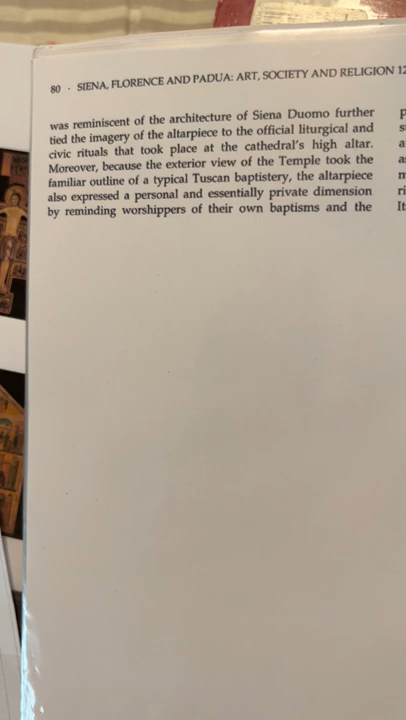 80 · SIENA, FLORENCE AND PADUA: ART, SOCIETY AND RELIGION 12
was reminiscent of the architecture of Siena Duomo further
tied the imagery of the altarpiece to the official liturgical and
civic rituals that took place at the cathedral's high altar.
Moreover, because the exterior view of the Temple took the
familiar outline of a typical Tuscan baptistery, the altarpiece
also expressed a personal and essentially private dimension
by reminding worshippers of their own baptisms and the